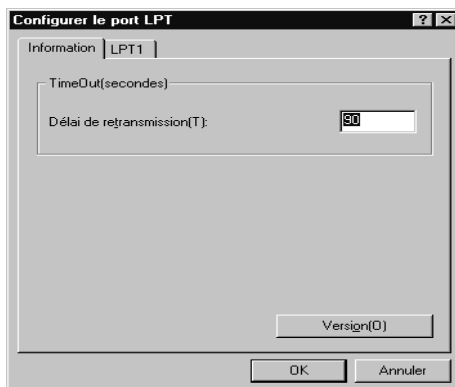 Configurer le port LPT
Information LPT1
TimeOut(secondes)
Délai de retransmission(T): 90
Version(O)
OK Annuler